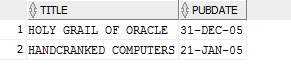 TITLE PUBDATE
1 HOLY GRAIL OF ORACLE 31-DEC-05
2 HANDCRANKED COMPUTERS 21-JAN-05